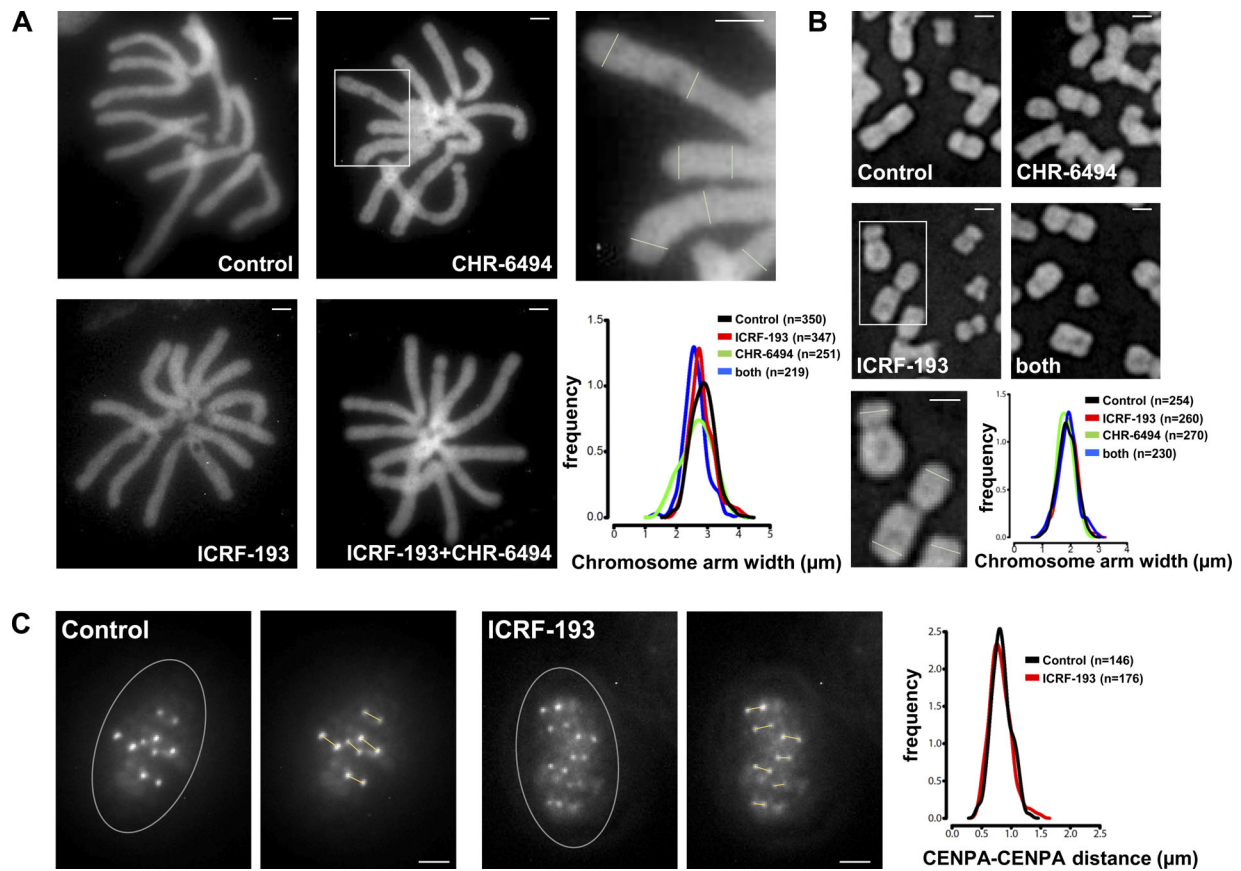 A
Control
CHR-6494
ICRF-193
ICRF-193+CHR-6494
1.5
1.0
0.5
0.0
frequency
0
1
2
3
4
5
Chromosome arm width (µm)
Control (n=350)
ICRF-193 (n=347)
CHR-6494 (n=251)
both (n=219)
B
Control
CHR-6494
ICRF-193
both
1.5
1.0
0.5
0.0
frequency
0
1
2
3
4
Chromosome arm width (µm)
Control (n=254)
ICRF-193 (n=260)
CHR-6494 (n=270)
both (n=230)
C
Control
ICRF-193
2.5
2.0
1.5
1.0
0.5
0.0
frequency
0.0
0.5
1.0
1.5
2.0
2.5
CENPA-CENPA distance (µm)
Control (n=146)
ICRF-193 (n=176)